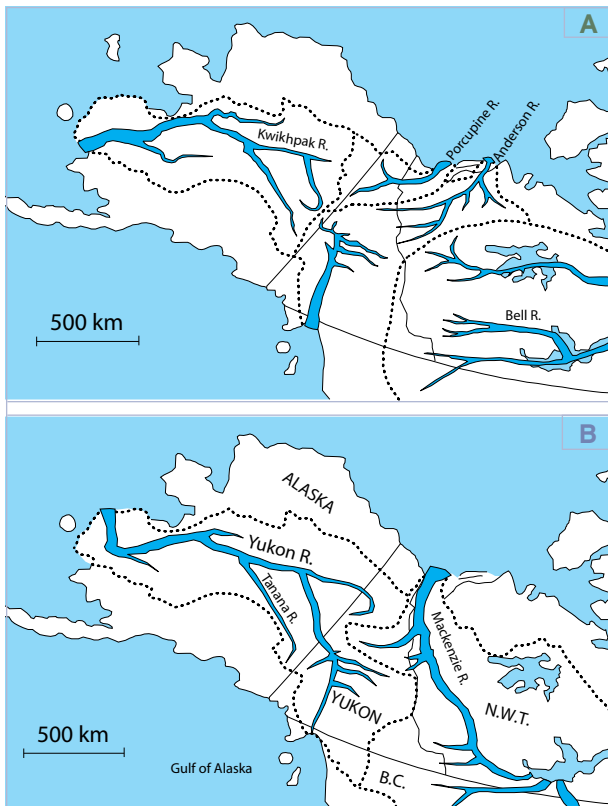 A
Kwikhpak R.
Porcupine R.
Anderson R.
Bell R.
500 km
B
ALASKA
Yukon R.
Tanana R.
Mackenzie R.
N.W.T.
YUKON
500 km
Gulf of Alaska
B.C.